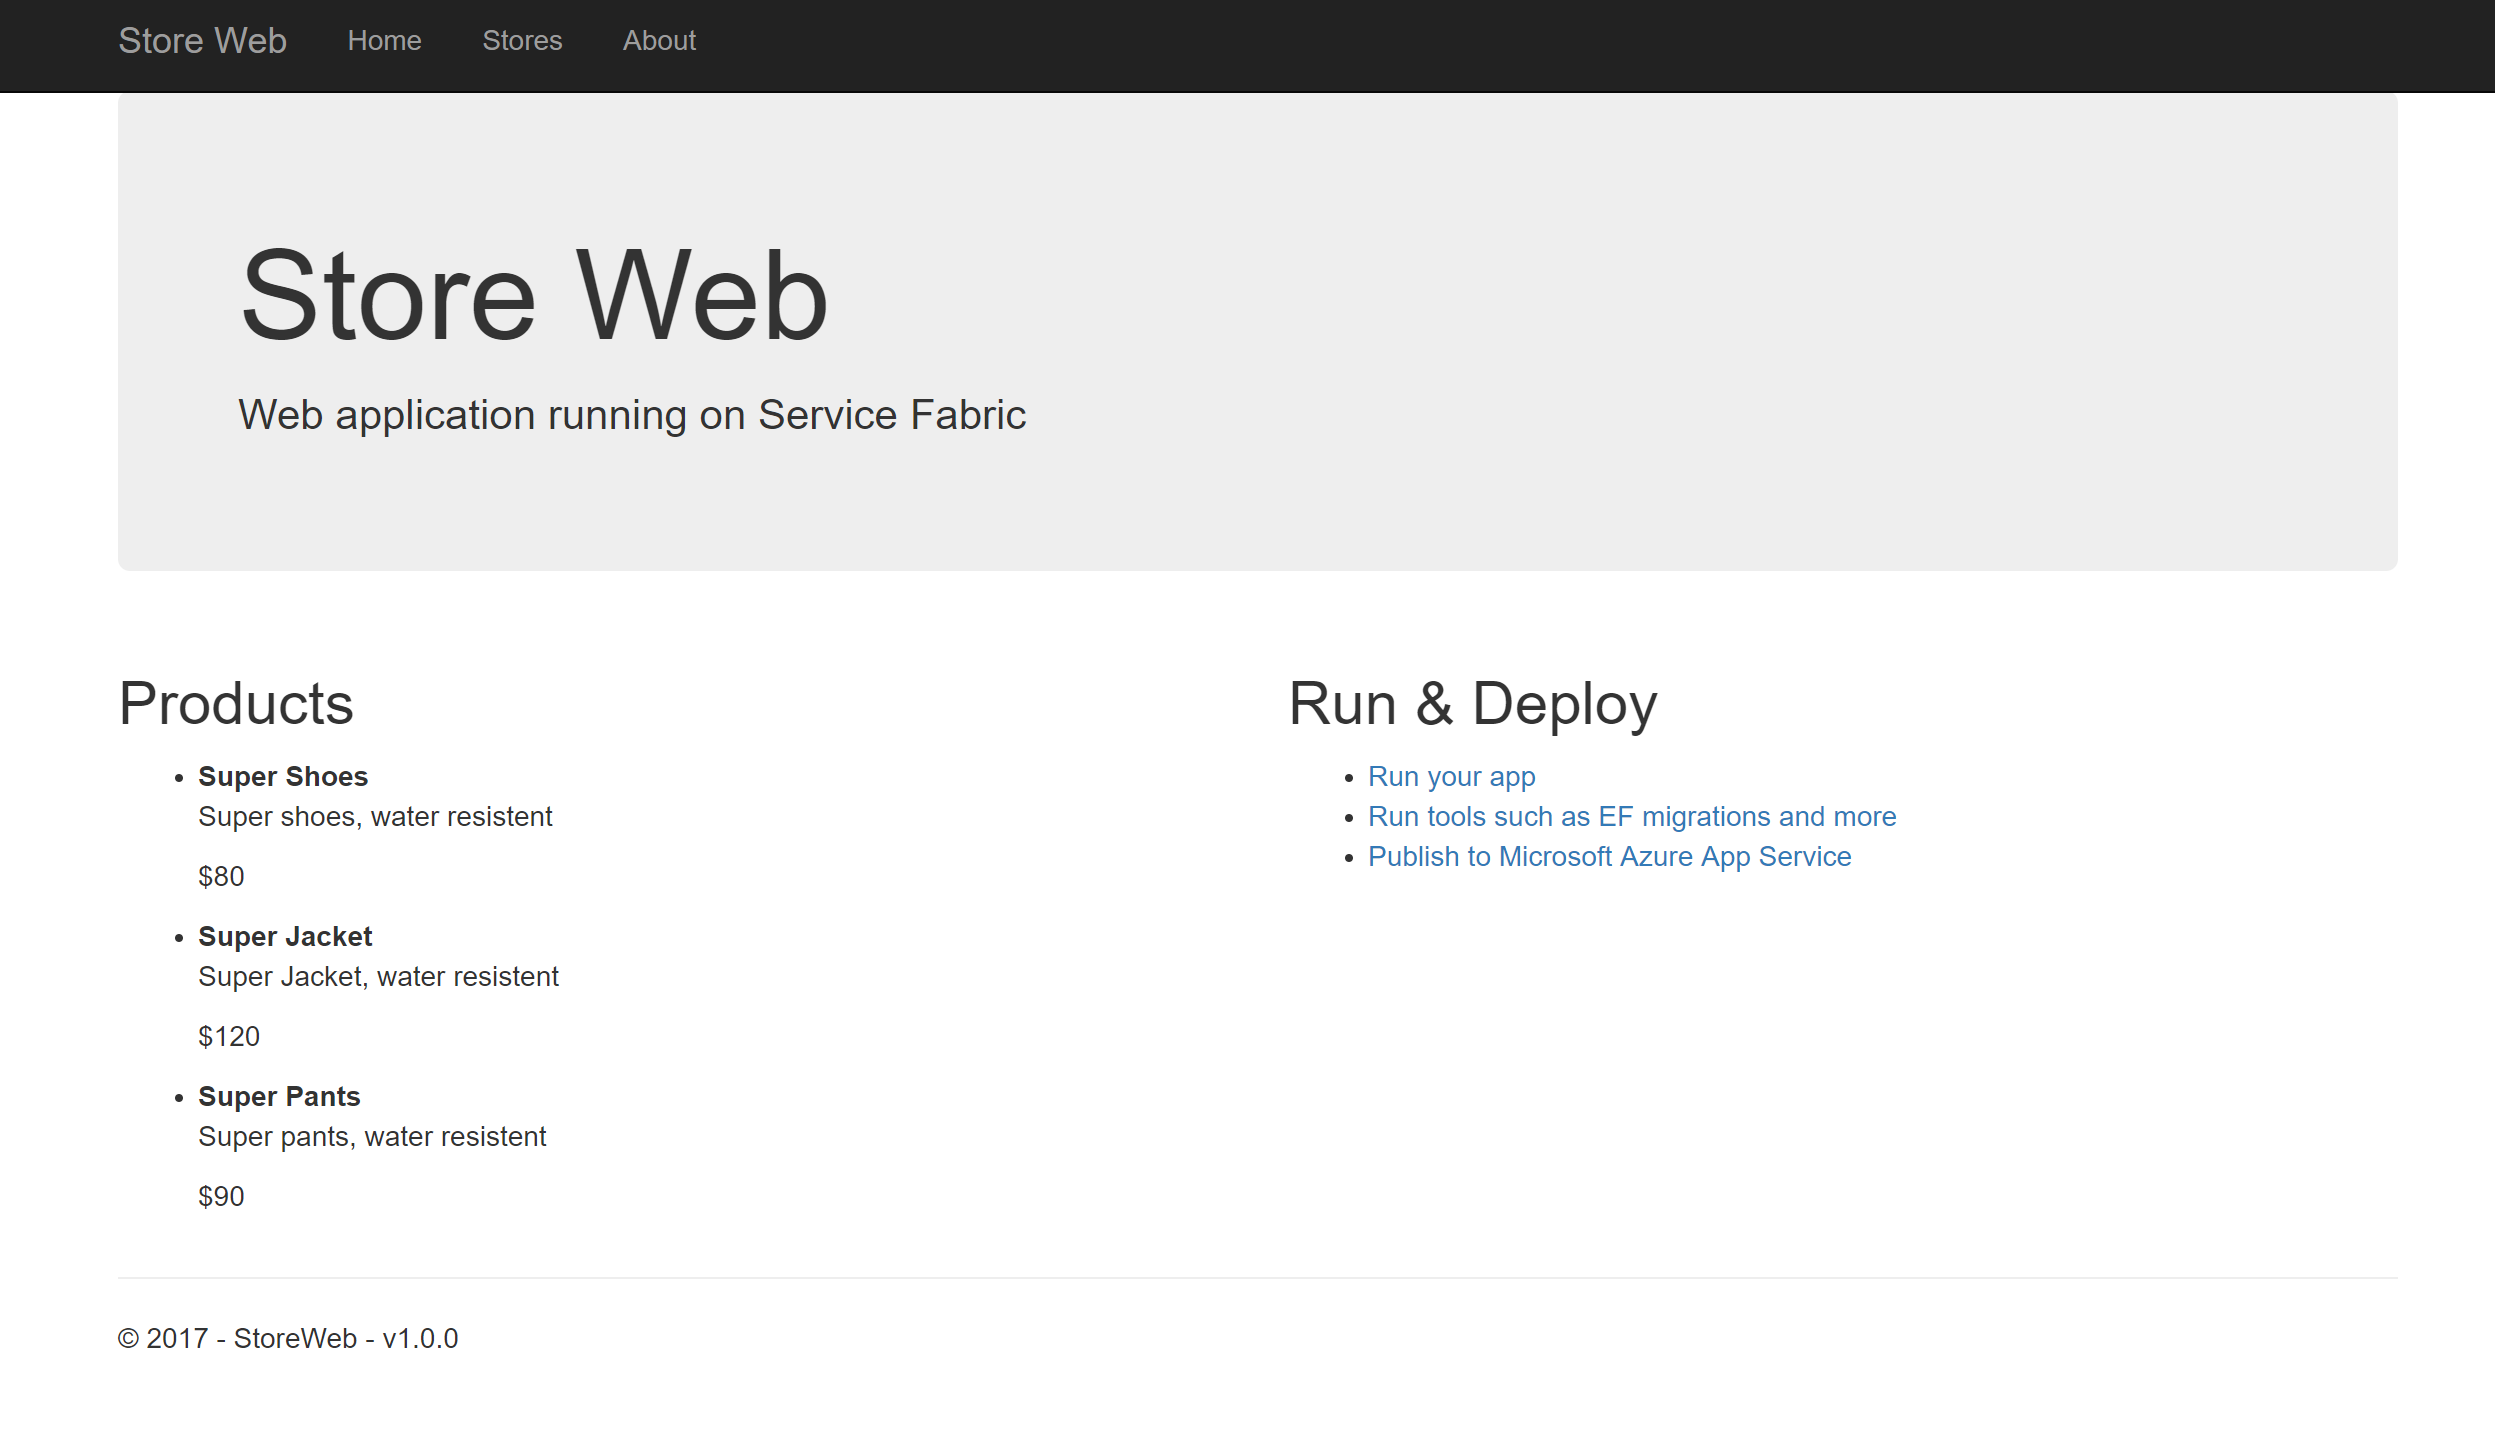 Store Web Home Stores About
Store Web
Web application running on Service Fabric
Products
Super Shoes
Super shoes, water resistent
$80
Super Jacket
Super Jacket, water resistent
$120
Super Pants
Super pants, water resistent
$90
Run & Deploy
Run your app
Run tools such as EF migrations and more
Publish to Microsoft Azure App Service
© 2017 - StoreWeb - v1.0.0